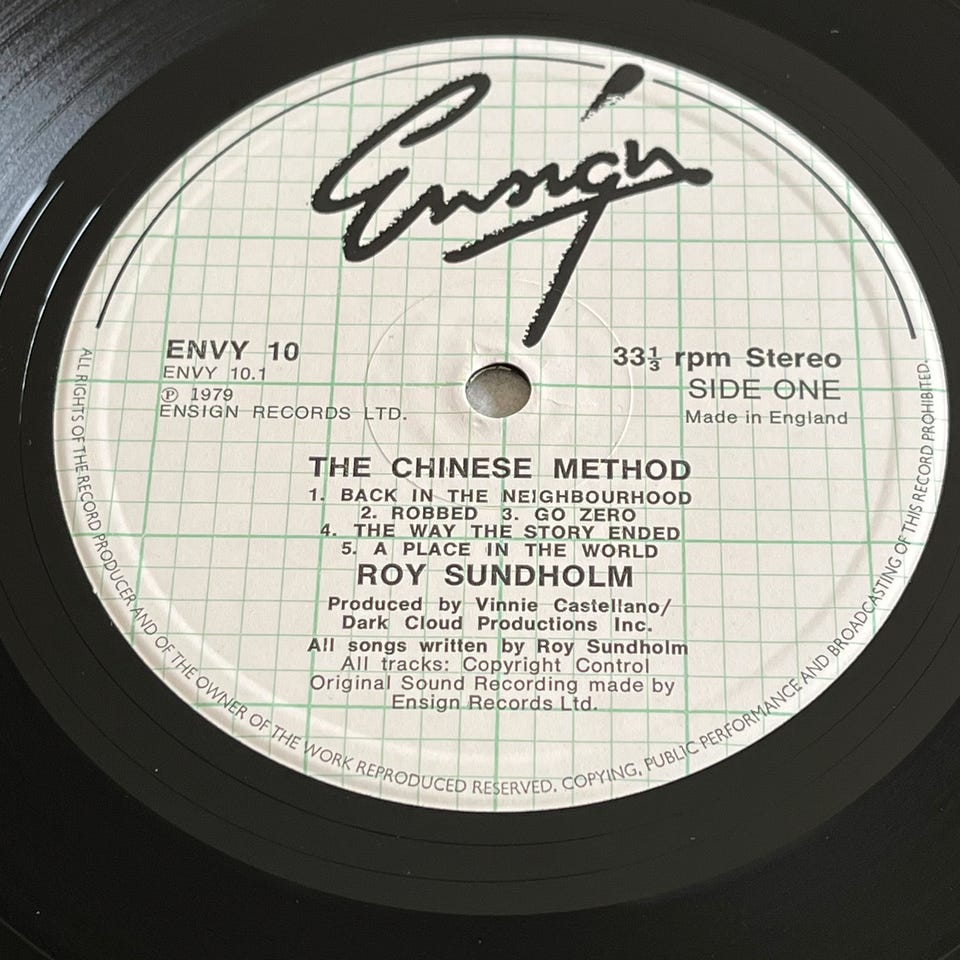 Ensign
ENVY 10
ENVY 10.1
Ⓟ 1979
ENSIGN RECORDS LTD.
33⅓ rpm Stereo
SIDE ONE
Made in England
THE CHINESE METHOD
1. BACK IN THE NEIGHBOURHOOD
2. ROBBED 3. GO ZERO
4. THE WAY THE STORY ENDED
5. A PLACE IN THE WORLD
ROY SUNDHOLM
Produced by Vinnie Castellano/
Dark Cloud Productions Inc.
All songs written by Roy Sundholm
All tracks: Copyright Control
Original Sound Recording made by
Ensign Records Ltd.
ALL RIGHTS OF THE RECORD PRODUCER AND OF THE OWNER OF THE WORK REPRODUCED RESERVED. COPYING, PUBLIC PERFORMANCE AND BROADCASTING OF THIS RECORD PROHIBITED.